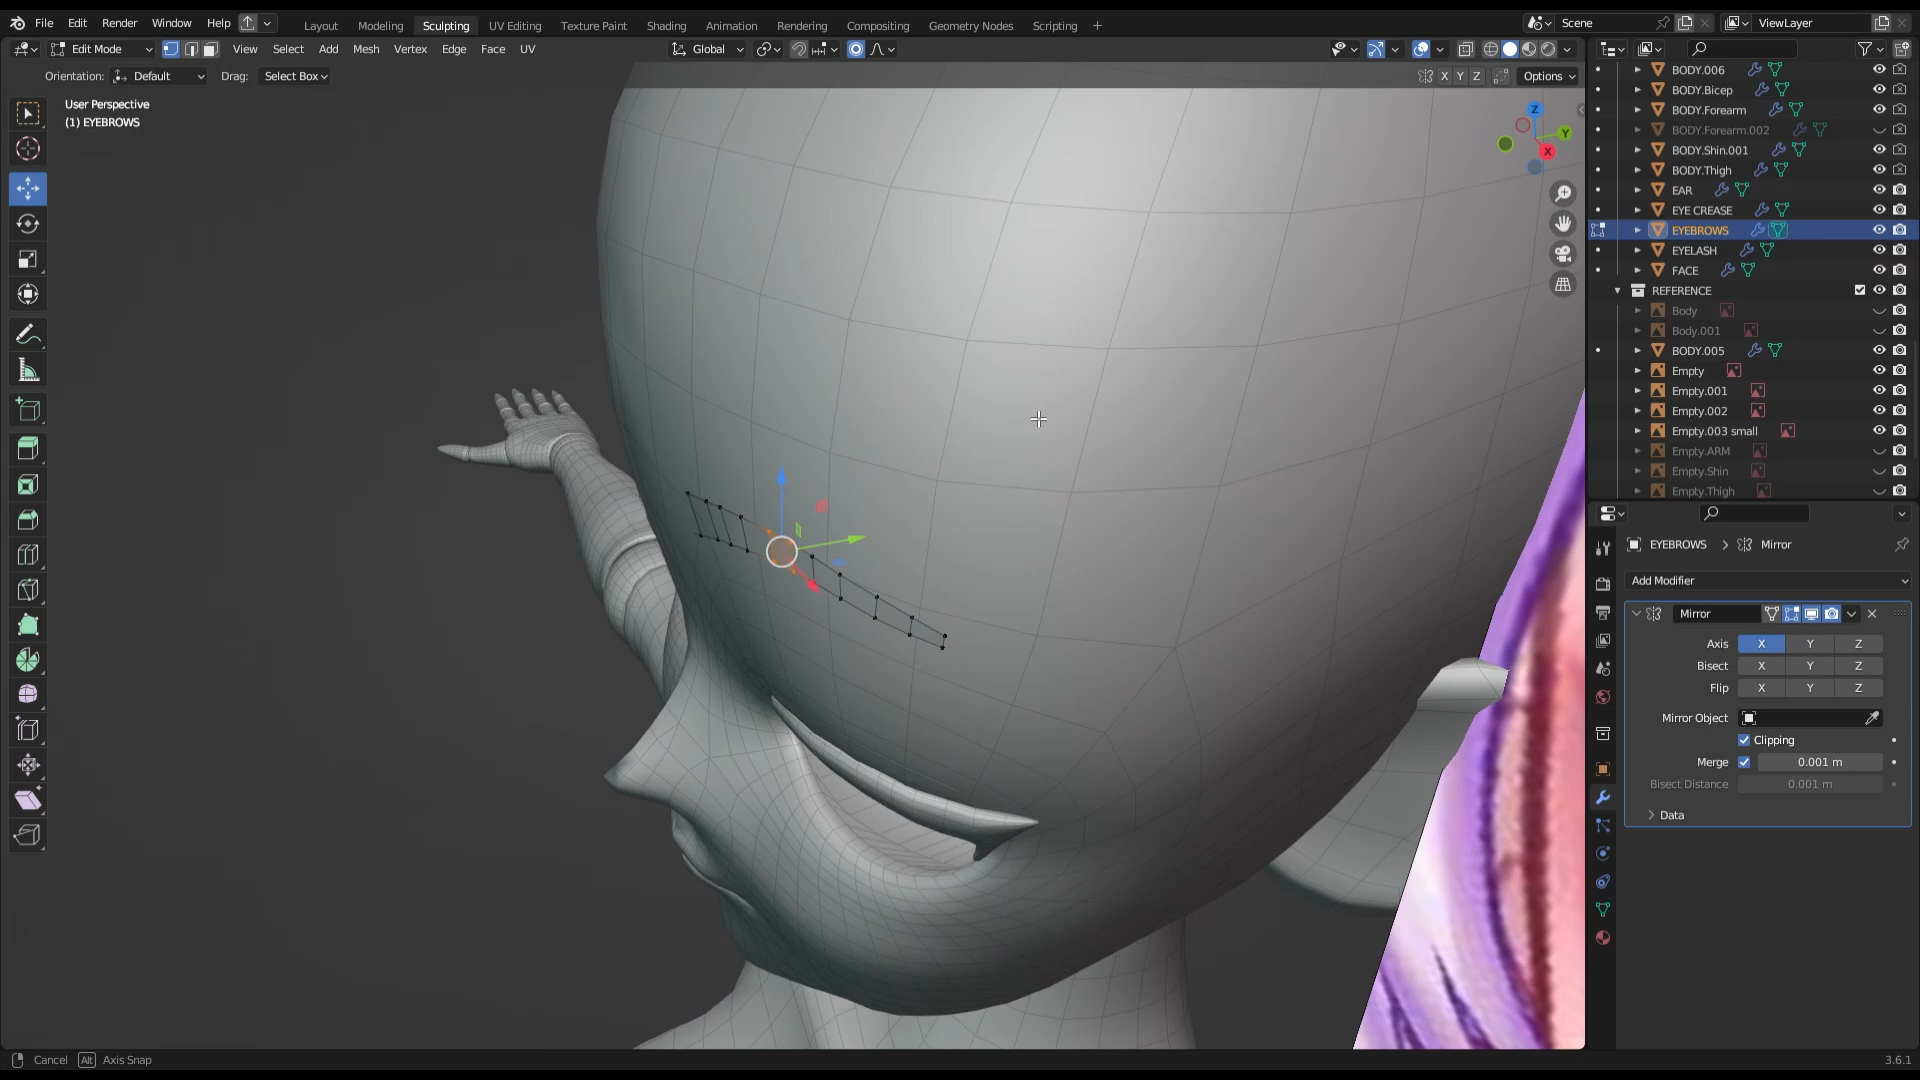 File Edit Render Window Help
Layout Modeling Sculpting UV Editing Texture Paint Shading Animation Rendering Compositing Geometry Nodes Scripting +
Scene
ViewLayer
Edit Mode View Select Add Mesh Vertex Edge Face UV
Global
Orientation: Default Drag: Select Box
X Y Z Options
User Perspective
(1) EYEBROWS
Z
Y
X
BODY.006
BODY.Bicep
BODY.Forearm
BODY.Forearm.002
BODY.Shin.001
BODY.Thigh
EAR
EYE CREASE
EYEBROWS
EYELASH
FACE
REFERENCE
Body
Body.001
BODY.005
Empty
Empty.001
Empty.002
Empty.003 small
Empty.ARM
Empty.Shin
Empty.Thigh
EYEBROWS > Mirror
Add Modifier
Mirror
Axis X Y Z
Bisect X Y Z
Flip X Y Z
Mirror Object
Clipping
Merge 0.001 m
Bisect Distance 0.001 m
Data
Cancel Alt Axis Snap
3.6.1